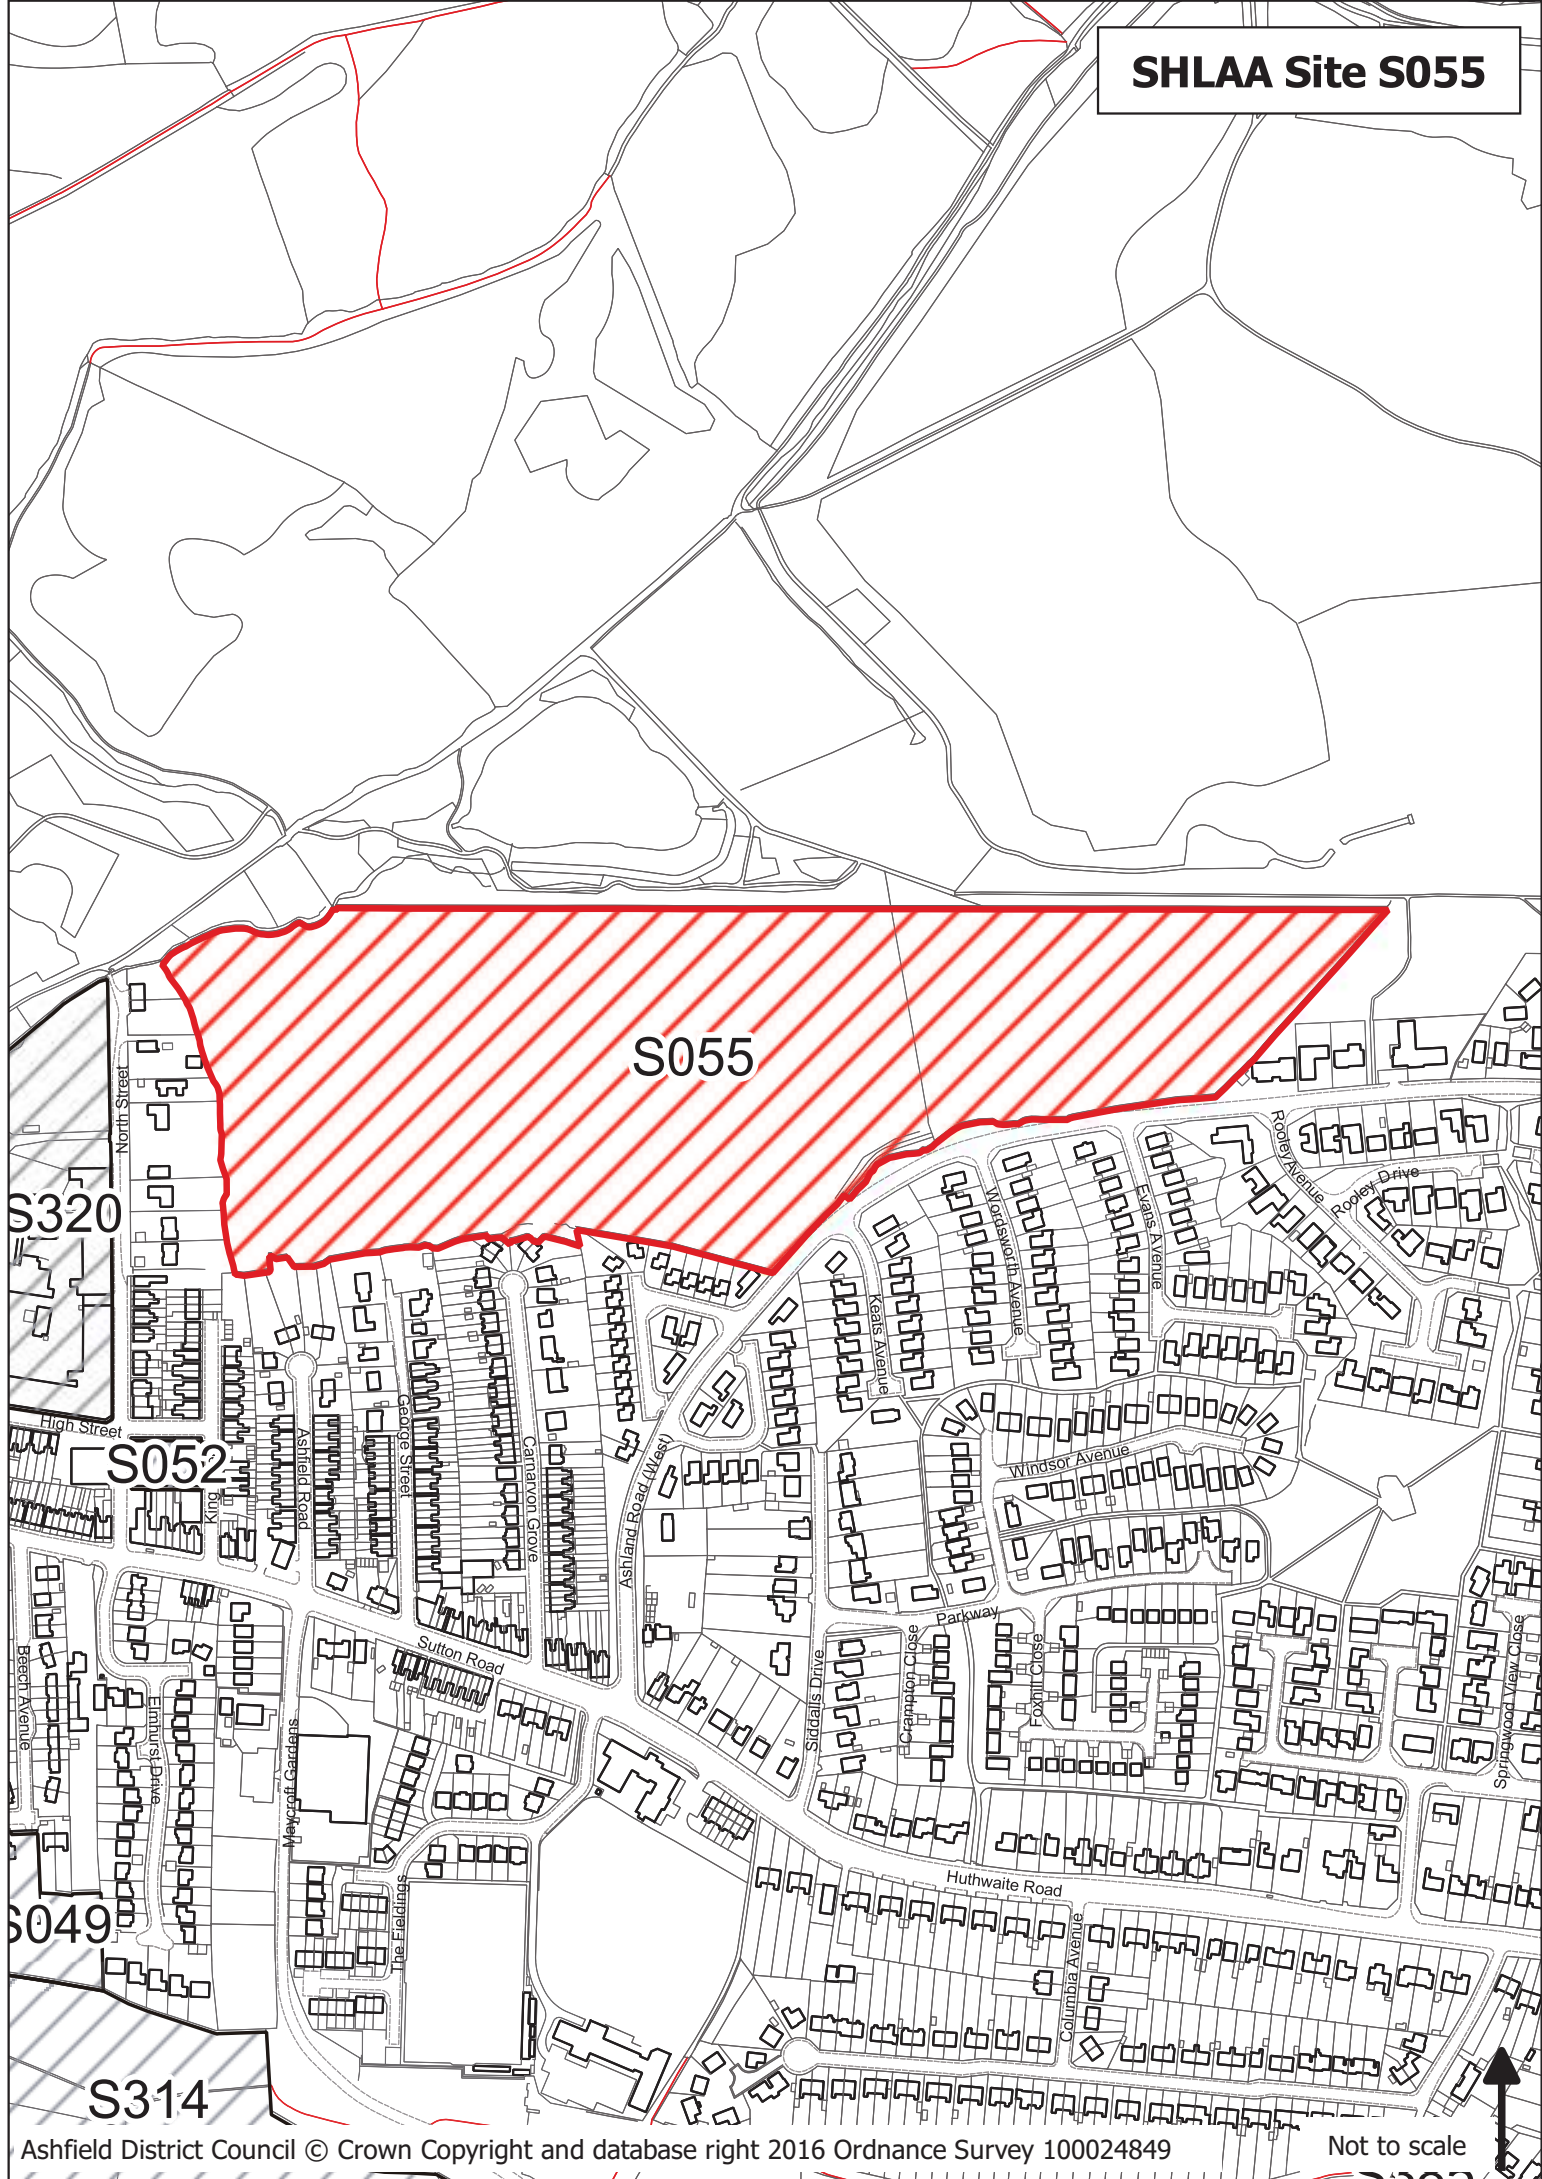 SHLAA Site S055
S055
North Street
S320
Rooley Avenue
Rooley Drive
Wordsworth Avenue
Evans Avenue
Keats Avenue
High Street
S052
King
Ashfield Road
George Street
Carnarvon Grove
Ashland Road (West)
Windsor Avenue
Parkway
Sutton Road
Beech Avenue
Elmhurst Drive
Maycroft Gardens
Siddalls Drive
Crampton Close
Foxhill Close
Springwood View Close
Huthwaite Road
S049
The Fieldings
Columbia Avenue
S314
Ashfield District Council © Crown Copyright and database right 2016 Ordnance Survey 100024849
Not to scale